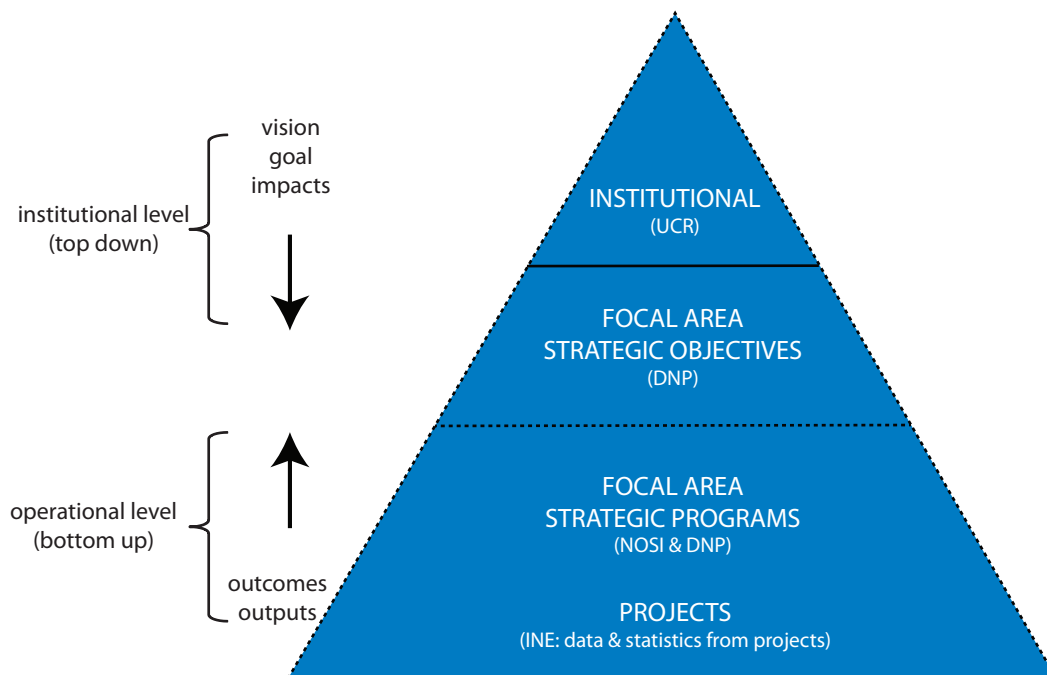 vision
goal
impacts
institutional level
(top down)
INSTITUTIONAL
(UCR)
FOCAL AREA
STRATEGIC OBJECTIVES
(DNP)
operational level
(bottom up)
outcomes
outputs
FOCAL AREA
STRATEGIC PROGRAMS
(NOSI & DNP)
PROJECTS
(INE: data & statistics from projects)